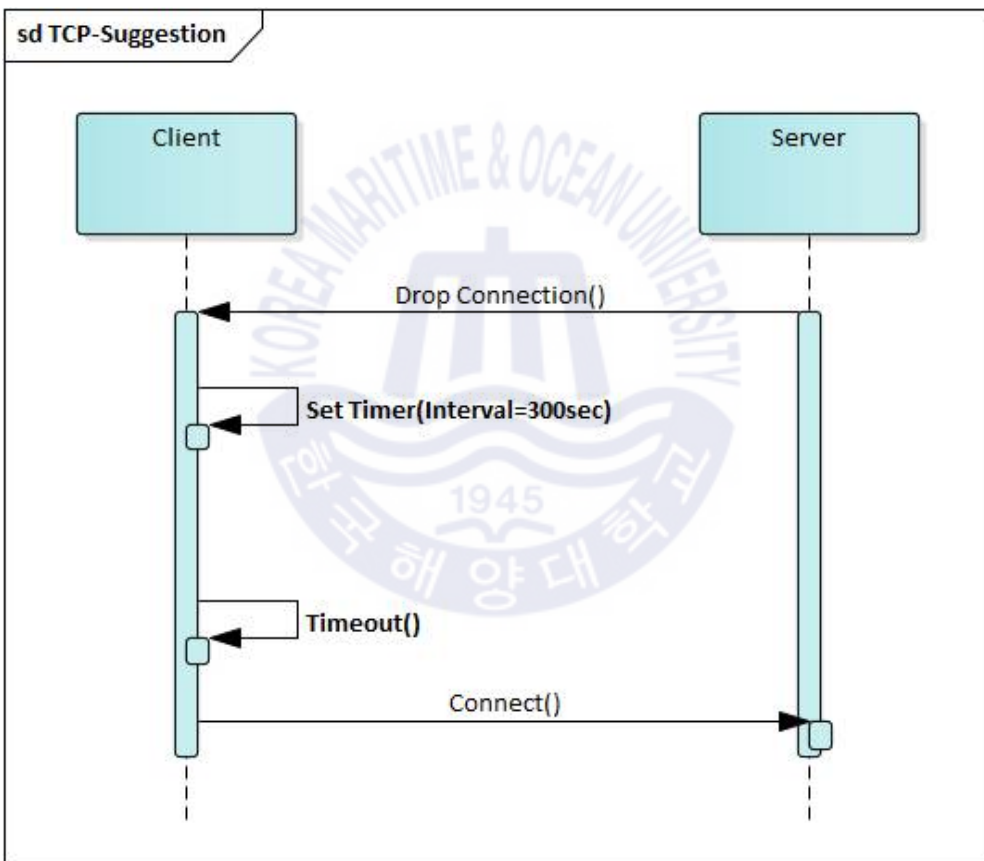 sd TCP-Suggestion
Client
Server
KOREA MARITIME & OCEAN UNIVERSITY
Drop Connection()
Set Timer(Interval=300sec)
1945
한국해양대학교
Timeout()
Connect()